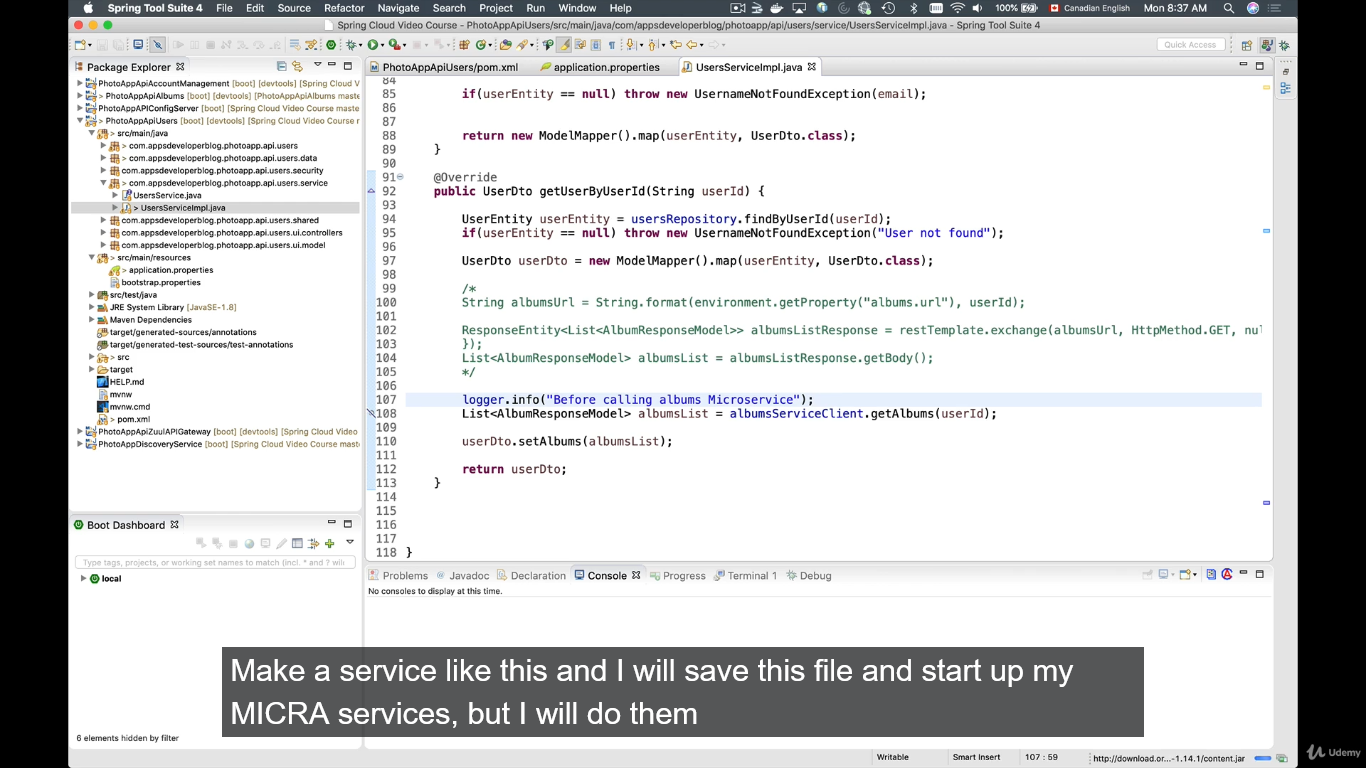 Spring Tool Suite 4 File Edit Source Refactor Navigate Search Project Run Window Help 100% Canadian English Mon 8:37 AM
Spring Cloud Video Course - PhotoAppApiUsers/src/main/java/com/appsdeveloperblog/photoapp/api/users/service/UsersServiceImpl.java - Spring Tool Suite 4
Quick Access
Package Explorer
PhotoAppApiAccountManagement [boot] [devtools] [Spring Cloud V
> PhotoAppApiAlbums [boot] [devtools] [PhotoAppApiAlbums maste
PhotoAppAPIConfigServer [boot] [Spring Cloud Video Course master
> PhotoAppApiUsers [boot] [devtools] [Spring Cloud Video Course
> src/main/java
> com.appsdeveloperblog.photoapp.api.users
> com.appsdeveloperblog.photoapp.api.users.data
com.appsdeveloperblog.photoapp.api.users.security
> com.appsdeveloperblog.photoapp.api.users.service
UsersService.java
> UsersServiceImpl.java
com.appsdeveloperblog.photoapp.api.users.shared
com.appsdeveloperblog.photoapp.api.users.ui.controllers
com.appsdeveloperblog.photoapp.api.users.ui.model
> src/main/resources
> application.properties
bootstrap.properties
src/test/java
JRE System Library [JavaSE-1.8]
Maven Dependencies
target/generated-sources/annotations
target/generated-test-sources/test-annotations
> src
target
HELP.md
mvnw
mvnw.cmd
> pom.xml
PhotoAppApiZuulAPIGateway [boot] [devtools] [Spring Cloud Video
PhotoAppDiscoveryService [boot] [Spring Cloud Video Course mast
Boot Dashboard
Type tags, projects, or working set names to match (incl. * and ? wil
local
6 elements hidden by filter
PhotoAppApiUsers/pom.xml application.properties UsersServiceImpl.java
84
85 if(userEntity == null) throw new UsernameNotFoundException(email);
86
87
88 return new ModelMapper().map(userEntity, UserDto.class);
89 }
90
91 @Override
92 public UserDto getUserByUserId(String userId) {
93
94 UserEntity userEntity = usersRepository.findByUserId(userId);
95 if(userEntity == null) throw new UsernameNotFoundException("User not found");
96
97 UserDto userDto = new ModelMapper().map(userEntity, UserDto.class);
98
99 /*
100 String albumsUrl = String.format(environment.getProperty("albums.url"), userId);
101
102 ResponseEntity<List<AlbumResponseModel>> albumsListResponse = restTemplate.exchange(albumsUrl, HttpMethod.GET, nul
103 });
104 List<AlbumResponseModel> albumsList = albumsListResponse.getBody();
105 */
106
107 logger.info("Before calling albums Microservice");
108 List<AlbumResponseModel> albumsList = albumsServiceClient.getAlbums(userId);
109
110 userDto.setAlbums(albumsList);
111
112 return userDto;
113 }
114
115
116
117
118 }
Problems Javadoc Declaration Console Progress Terminal 1 Debug
No consoles to display at this time.
Make a service like this and I will save this file and start up my
MICRA services, but I will do them
Writable Smart Insert 107 : 59 http://download.or...-1.14.1/content.jar
Udemy